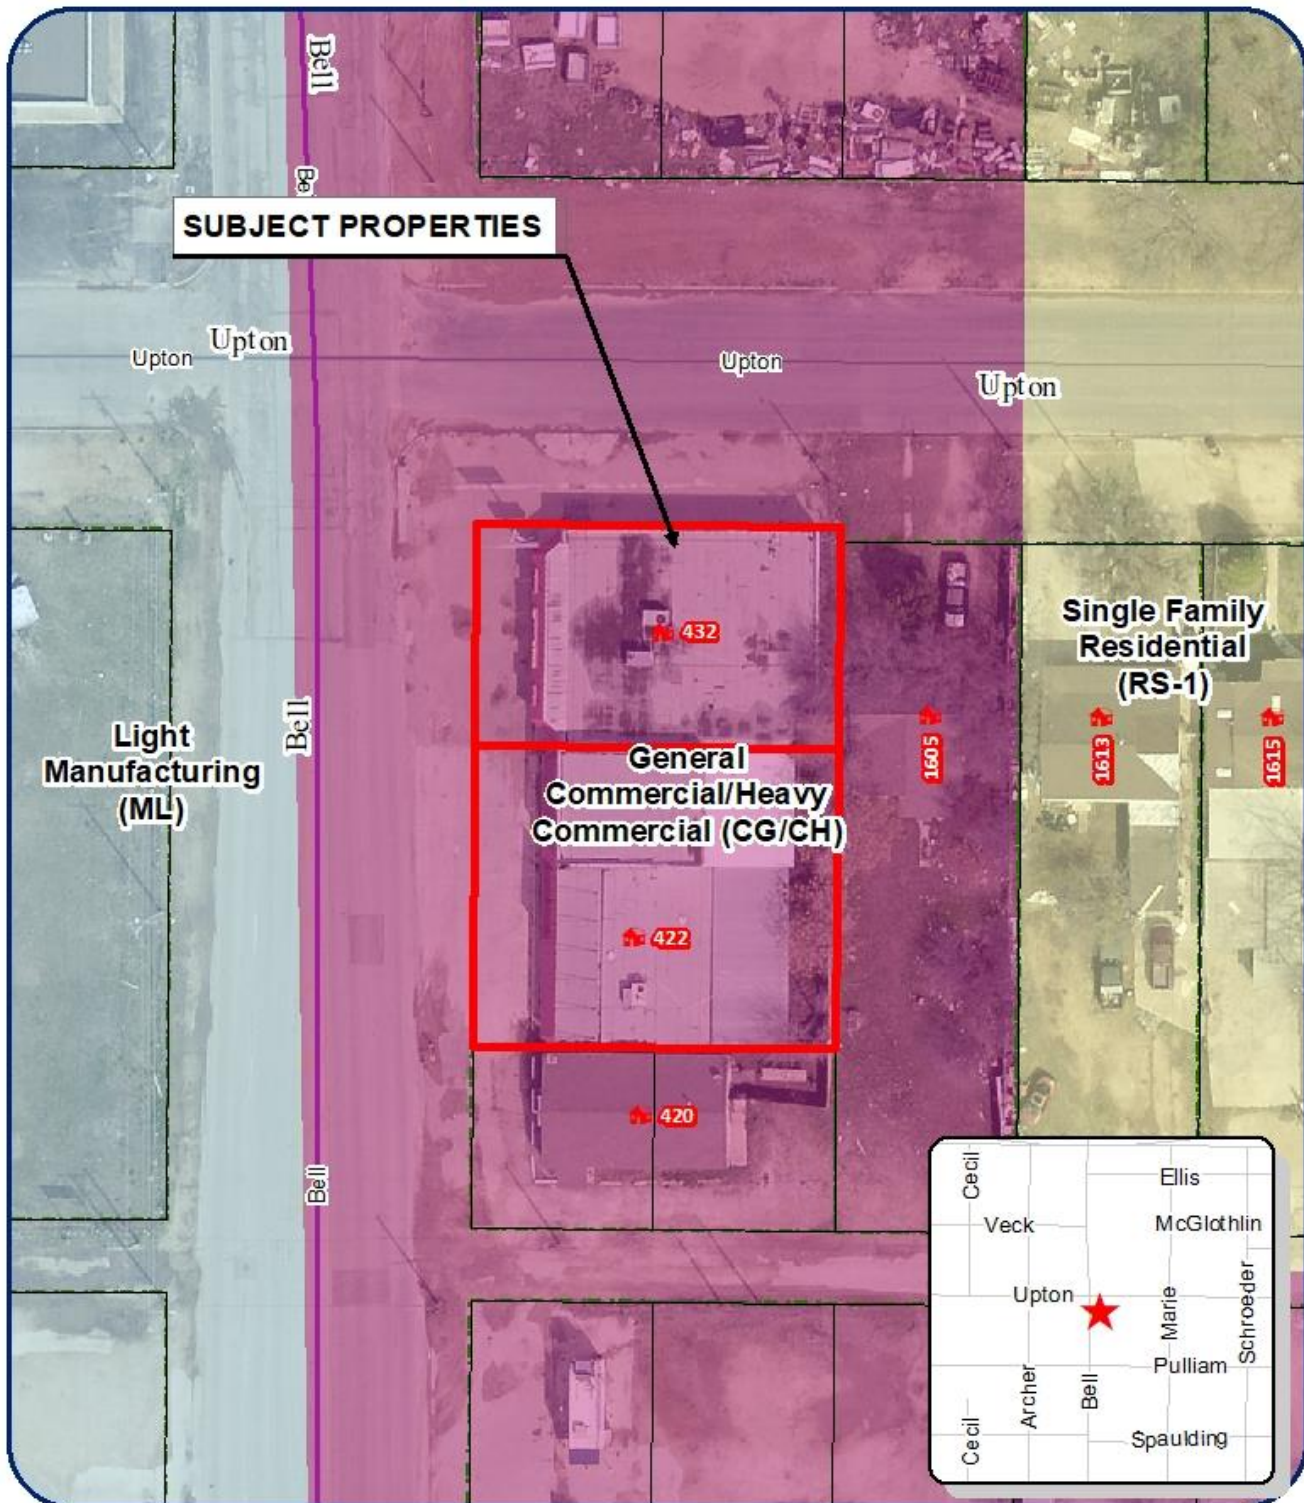 Bell
Be
SUBJECT PROPERTIES
Upton
Upton
Upton
Upton
432
Single Family
Residential
(RS-1)
Bell
Light
Manufacturing
(ML)
General
Commercial/Heavy
Commercial (CG/CH)
1605
1613
1615
422
420
Bell
Cecil
Ellis
Veck
McGlothlin
Upton
Marie
Schroeder
Pulliam
Archer
Bell
Cecil
Spaulding